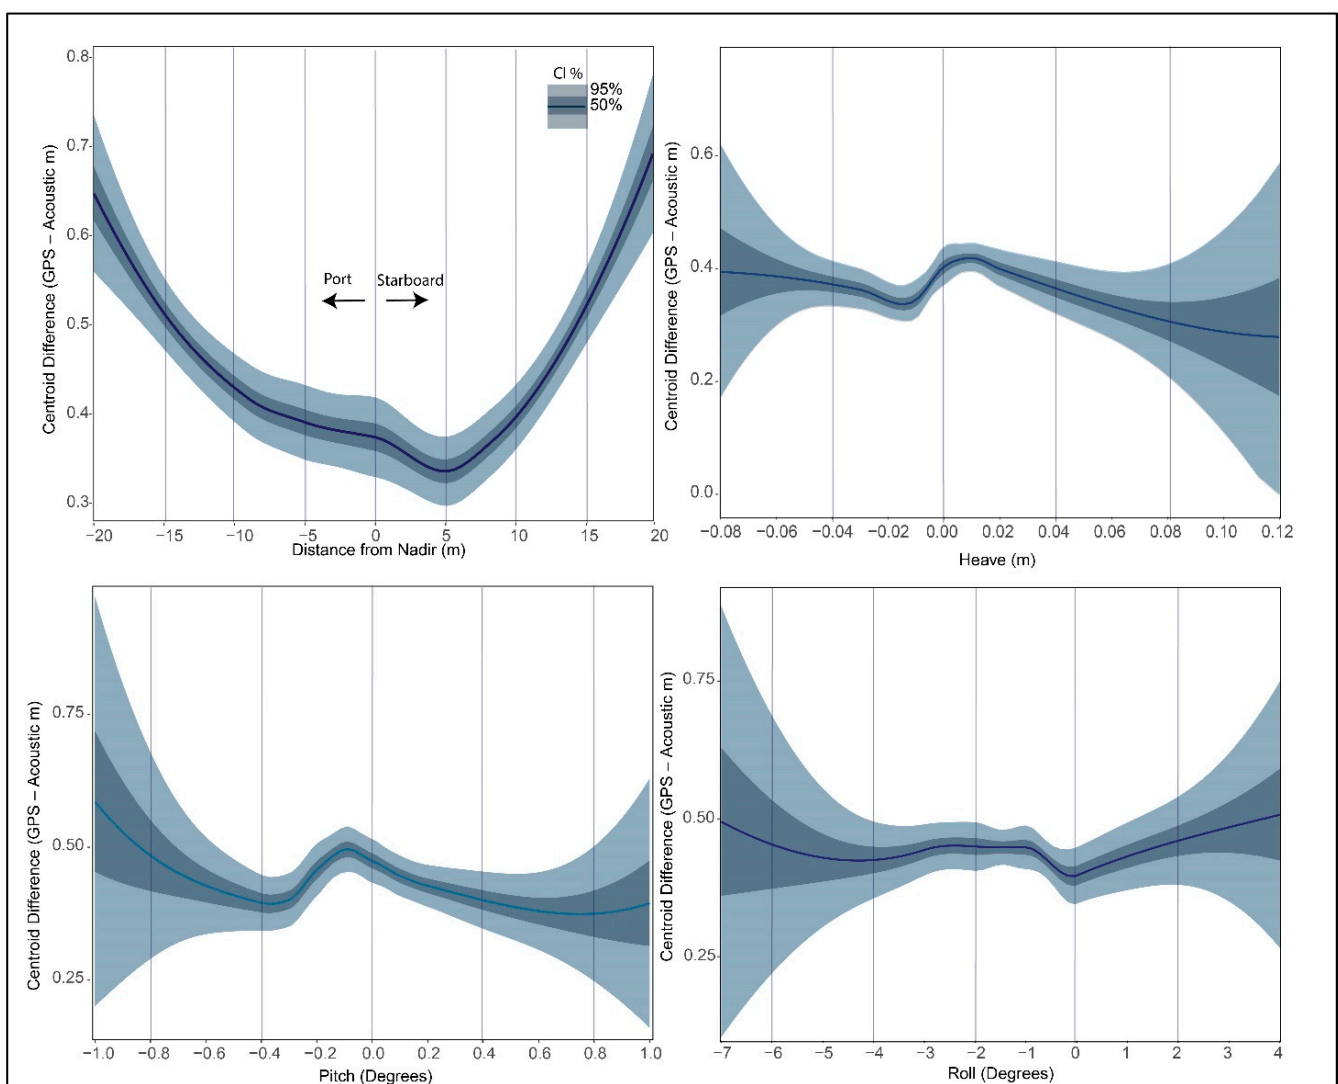 CI %
95%
50%
Port
Starboard
Centroid Difference (GPS – Acoustic m)
0.8
0.7
0.6
0.5
0.4
0.3
−20 −15 −10 −5 0 5 10 15 20
Distance from Nadir (m)
Centroid Difference (GPS – Acoustic m)
0.6
0.4
0.2
0.0
−0.08 −0.06 −0.04 −0.02 0.00 0.02 0.04 0.06 0.08 0.10 0.12
Heave (m)
Centroid Difference (GPS – Acoustic m)
0.75
0.50
0.25
−1.0 −0.8 −0.6 −0.4 −0.2 0.0 0.2 0.4 0.6 0.8 1.0
Pitch (Degrees)
Centroid Difference (GPS – Acoustic m)
0.75
0.50
0.25
−7 −6 −5 −4 −3 −2 −1 0 1 2 3 4
Roll (Degrees)